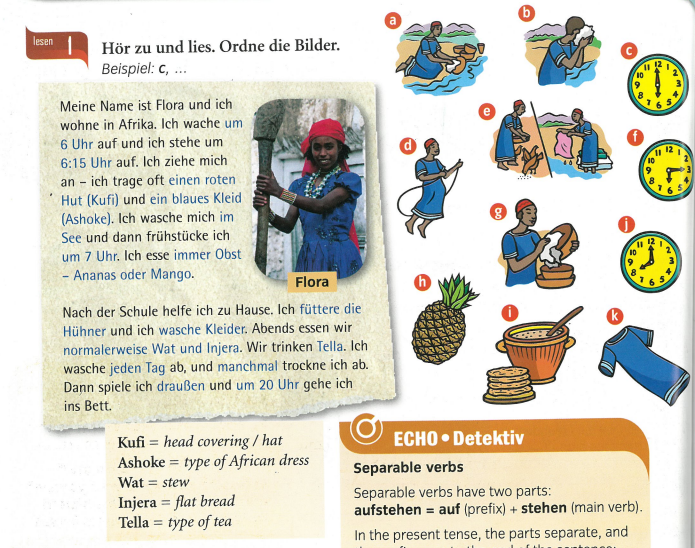 lesen
1
Hör zu und lies. Ordne die Bilder.
Beispiel: c, ...
Meine Name ist Flora und ich
wohne in Afrika. Ich wache um
6 Uhr auf und ich stehe um
6:15 Uhr auf. Ich ziehe mich
an – ich trage oft einen roten
Hut (Kufi) und ein blaues Kleid
(Ashoke). Ich wasche mich im
See und dann frühstücke ich
um 7 Uhr. Ich esse immer Obst
– Ananas oder Mango.
Flora
Nach der Schule helfe ich zu Hause. Ich füttere die
Hühner und ich wasche Kleider. Abends essen wir
normalerweise Wat und Injera. Wir trinken Tella. Ich
wasche jeden Tag ab, und manchmal trockne ich ab.
Dann spiele ich draußen und um 20 Uhr gehe ich
ins Bett.
a
b
c
d
e
f
g
h
i
j
k
Kufi = head covering / hat
Ashoke = type of African dress
Wat = stew
Injera = flat bread
Tella = type of tea
ECHO • Detektiv
Separable verbs
Separable verbs have two parts:
aufstehen = auf (prefix) + stehen (main verb).
In the present tense, the parts separate, and